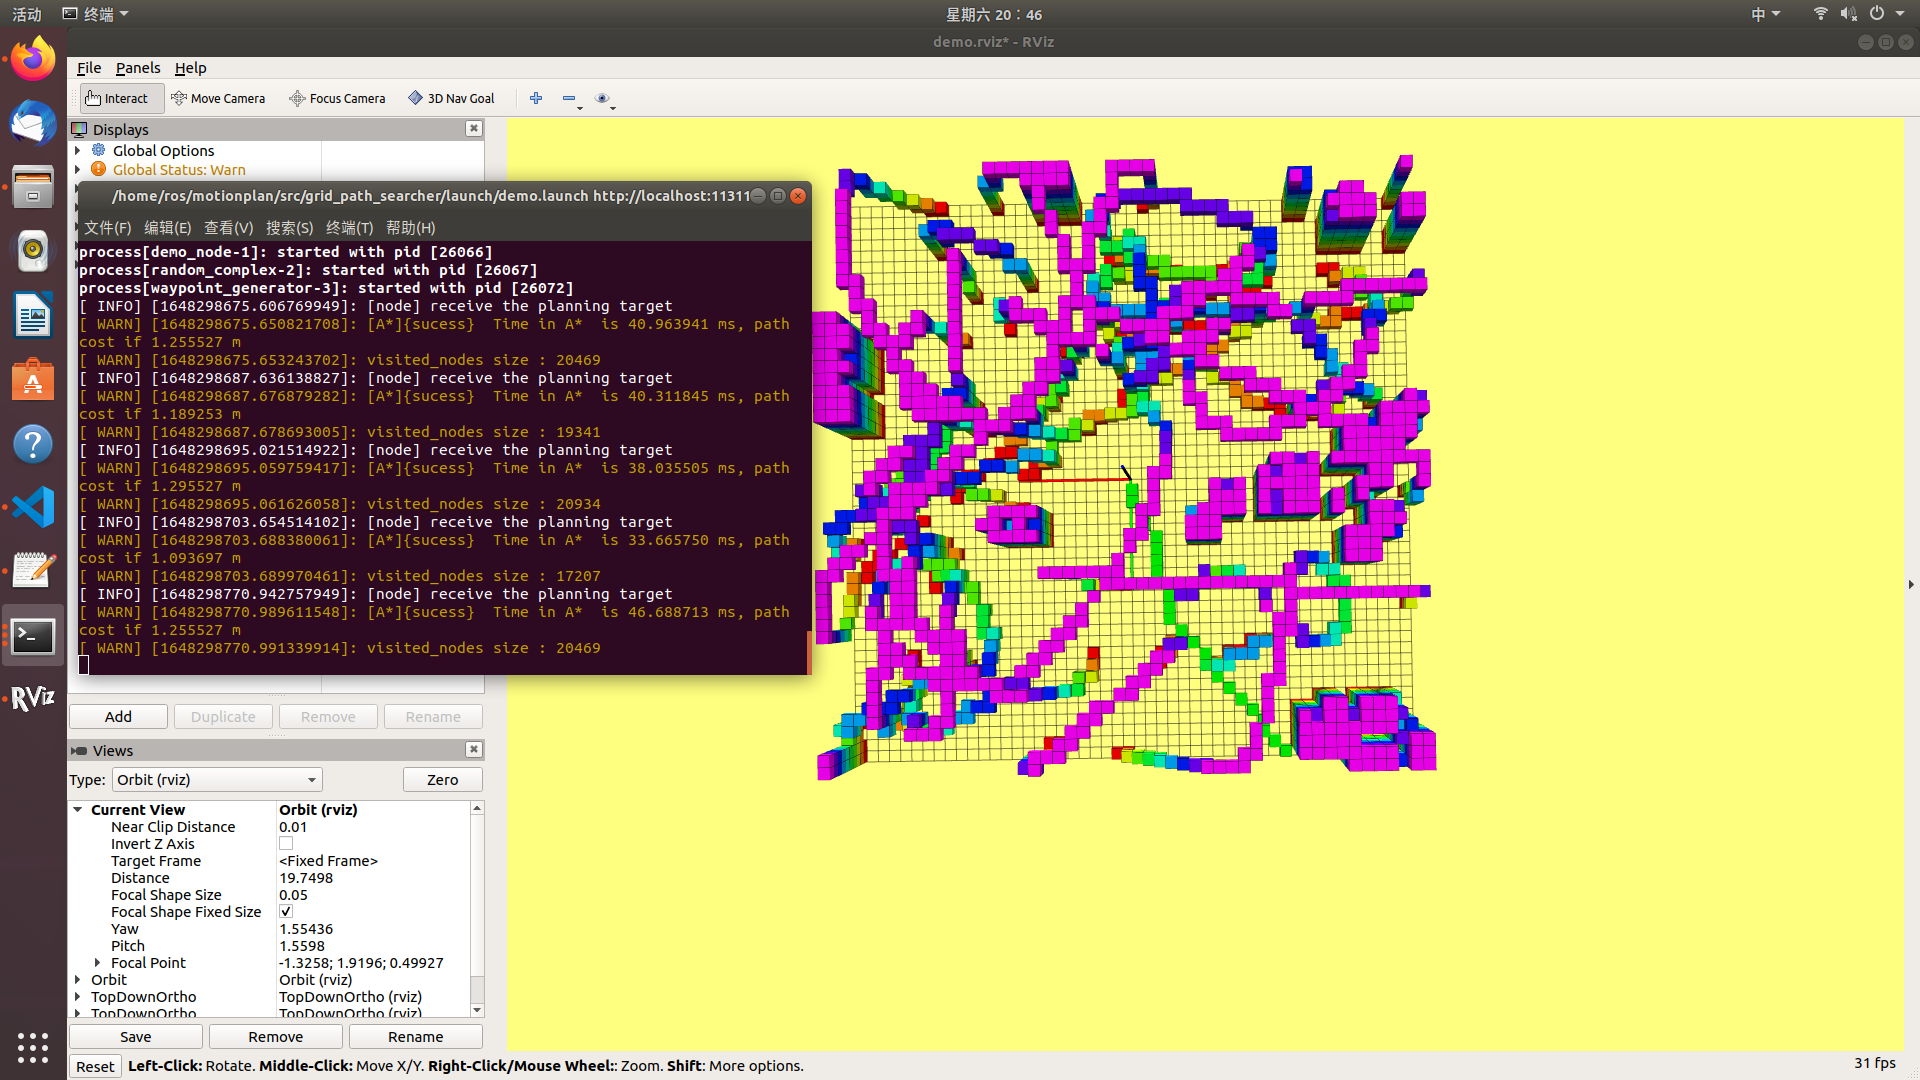 活动
终端
星期六 20：46
中
demo.rviz* - RViz
File Panels Help
Interact Move Camera Focus Camera 3D Nav Goal
Displays
Global Options
Global Status: Warn
/home/ros/motionplan/src/grid_path_searcher/launch/demo.launch http://localhost:11311
文件(F) 编辑(E) 查看(V) 搜索(S) 终端(T) 帮助(H)
process[demo_node-1]: started with pid [26066]
process[random_complex-2]: started with pid [26067]
process[waypoint_generator-3]: started with pid [26072]
[ INFO] [1648298675.606769949]: [node] receive the planning target
[ WARN] [1648298675.650821708]: [A*]{sucess}  Time in A*  is 40.963941 ms, path
cost if 1.255527 m
[ WARN] [1648298675.653243702]: visited_nodes size : 20469
[ INFO] [1648298687.636138827]: [node] receive the planning target
[ WARN] [1648298687.676879282]: [A*]{sucess}  Time in A*  is 40.311845 ms, path
cost if 1.189253 m
[ WARN] [1648298687.678693005]: visited_nodes size : 19341
[ INFO] [1648298695.021514922]: [node] receive the planning target
[ WARN] [1648298695.059759417]: [A*]{sucess}  Time in A*  is 38.035505 ms, path
cost if 1.295527 m
[ WARN] [1648298695.061626058]: visited_nodes size : 20934
[ INFO] [1648298703.654514102]: [node] receive the planning target
[ WARN] [1648298703.688380061]: [A*]{sucess}  Time in A*  is 33.665750 ms, path
cost if 1.093697 m
[ WARN] [1648298703.689970461]: visited_nodes size : 17207
[ INFO] [1648298770.942757949]: [node] receive the planning target
[ WARN] [1648298770.989611548]: [A*]{sucess}  Time in A*  is 46.688713 ms, path
cost if 1.255527 m
[ WARN] [1648298770.991339914]: visited_nodes size : 20469
RViz
Add Duplicate Remove Rename
Views
Type: Orbit (rviz) Zero
Current View Orbit (rviz)
Near Clip Distance 0.01
Invert Z Axis
Target Frame <Fixed Frame>
Distance 19.7498
Focal Shape Size 0.05
Focal Shape Fixed Size
Yaw 1.55436
Pitch 1.5598
Focal Point -1.3258; 1.9196; 0.49927
Orbit Orbit (rviz)
TopDownOrtho TopDownOrtho (rviz)
TopDownOrtho TopDownOrtho (rviz)
Save Remove Rename
Reset Left-Click: Rotate. Middle-Click: Move X/Y. Right-Click/Mouse Wheel:: Zoom. Shift: More options.
31 fps